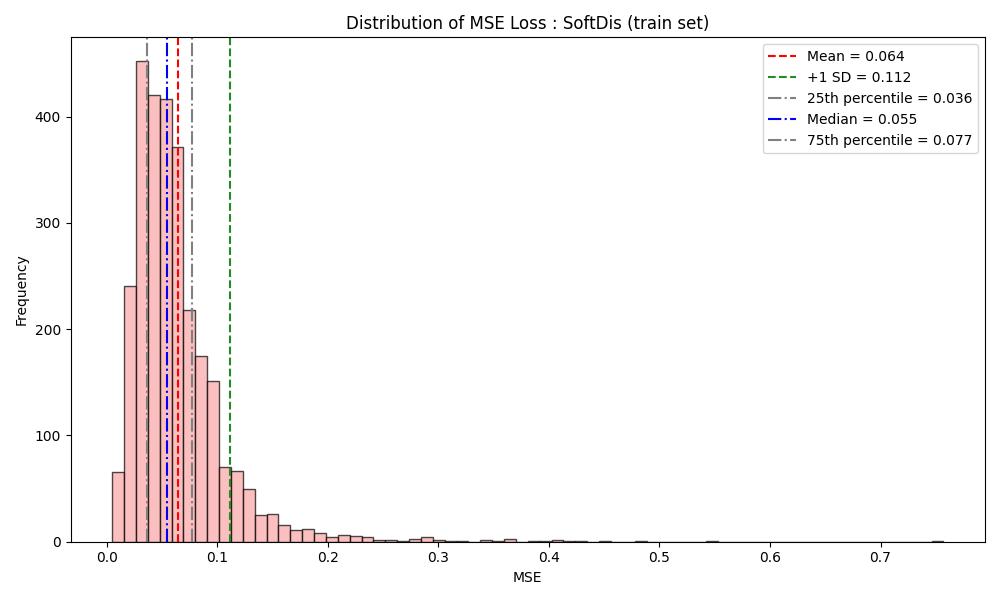 Distribution of MSE Loss : SoftDis (train set)
Mean = 0.064
+1 SD = 0.112
25th percentile = 0.036
Median = 0.055
75th percentile = 0.077
Frequency
400
300
200
100
0
0.0 0.1 0.2 0.3 0.4 0.5 0.6 0.7
MSE